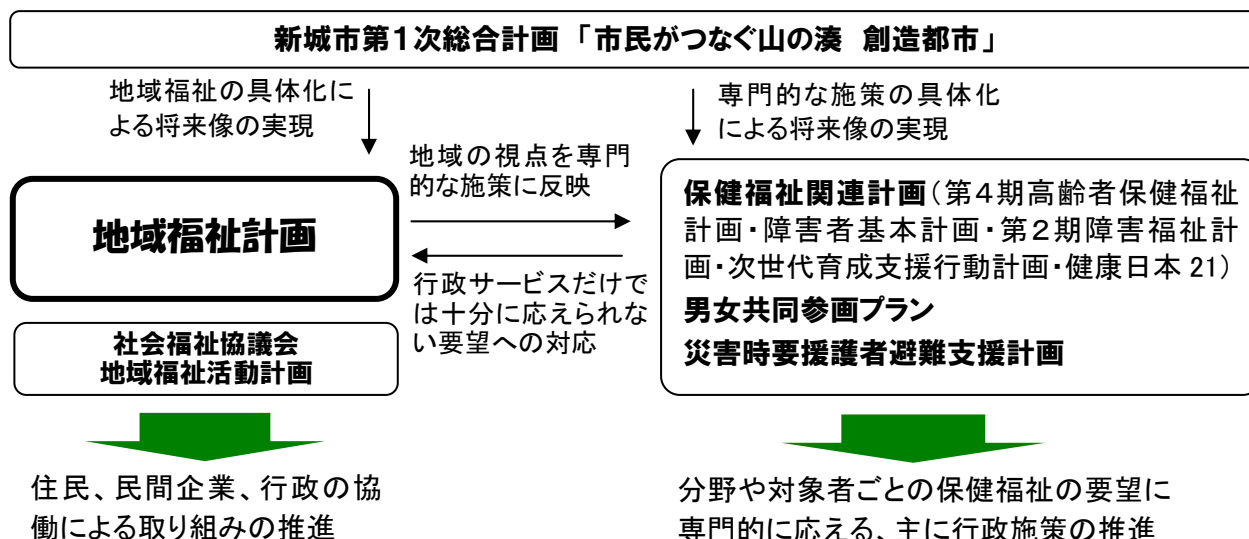 新城市第1次総合計画 「市民がつなぐ山の湊 創造都市」
地域福祉の具体化に
よる将来像の実現
専門的な施策の具体化
による将来像の実現
地域の視点を専門
的な施策に反映
地域福祉計画
行政サービスだけで
は十分に応えられな
い要望への対応
保健福祉関連計画(第4期高齢者保健福祉
計画・障害者基本計画・第2期障害福祉計
画・次世代育成支援行動計画・健康日本 21)
男女共同参画プラン
災害時要援護者避難支援計画
社会福祉協議会
地域福祉活動計画
住民、民間企業、行政の協
働による取り組みの推進
分野や対象者ごとの保健福祉の要望に
専門的に応える、主に行政施策の推進